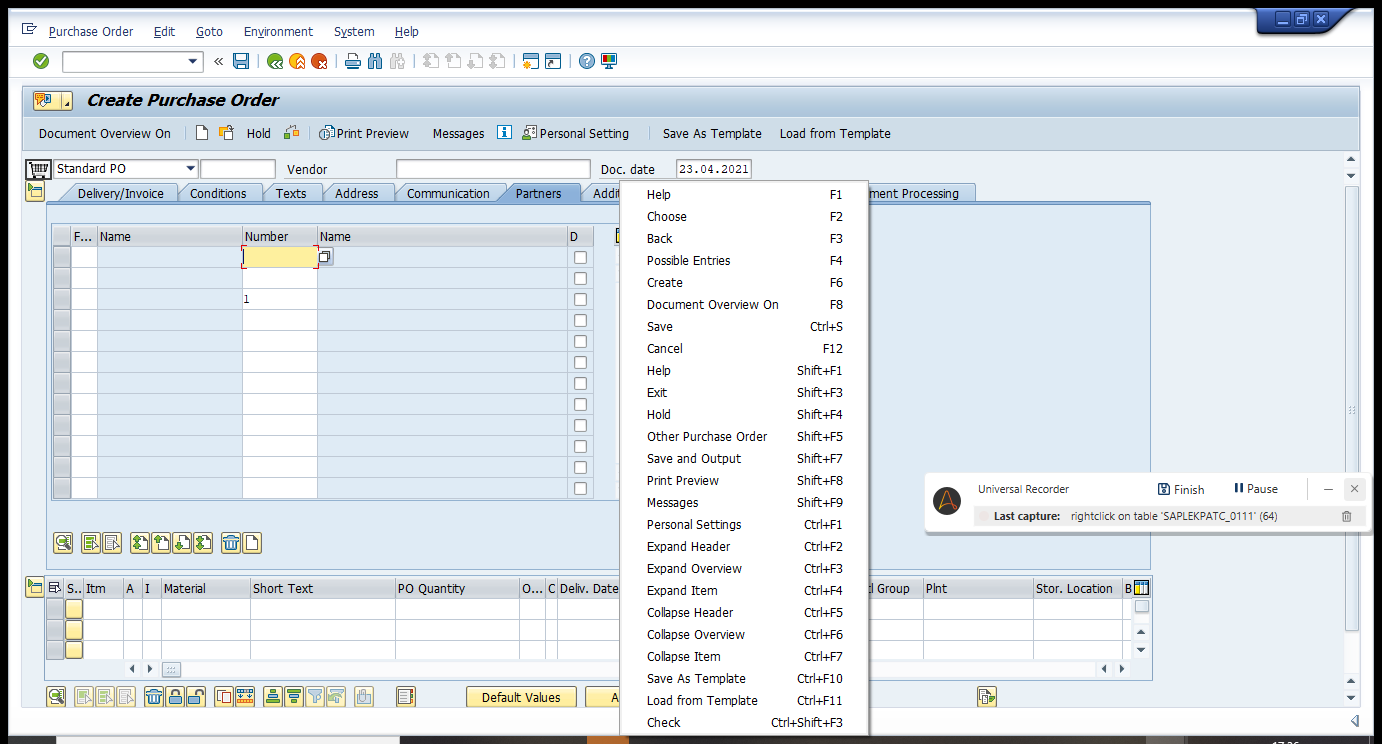 Purchase Order Edit Goto Environment System Help
Create Purchase Order
Document Overview On Hold Print Preview Messages Personal Setting Save As Template Load from Template
Standard PO Vendor Doc. date 23.04.2021
Delivery/Invoice Conditions Texts Address Communication Partners Addit ment Processing
F... Name Number Name D
1
Help F1
Choose F2
Back F3
Possible Entries F4
Create F6
Document Overview On F8
Save Ctrl+S
Cancel F12
Help Shift+F1
Exit Shift+F3
Hold Shift+F4
Other Purchase Order Shift+F5
Save and Output Shift+F7
Print Preview Shift+F8
Messages Shift+F9
Personal Settings Ctrl+F1
Expand Header Ctrl+F2
Expand Overview Ctrl+F3
Expand Item Ctrl+F4
Collapse Header Ctrl+F5
Collapse Overview Ctrl+F6
Collapse Item Ctrl+F7
Save As Template Ctrl+F10
Load from Template Ctrl+F11
Check Ctrl+Shift+F3
Universal Recorder Finish Pause
Last capture: rightclick on table 'SAPLEKPATC_0111' (64)
S.. Itm A I Material Short Text PO Quantity O... C Deliv. Date l Group Plnt Stor. Location B
Default Values A